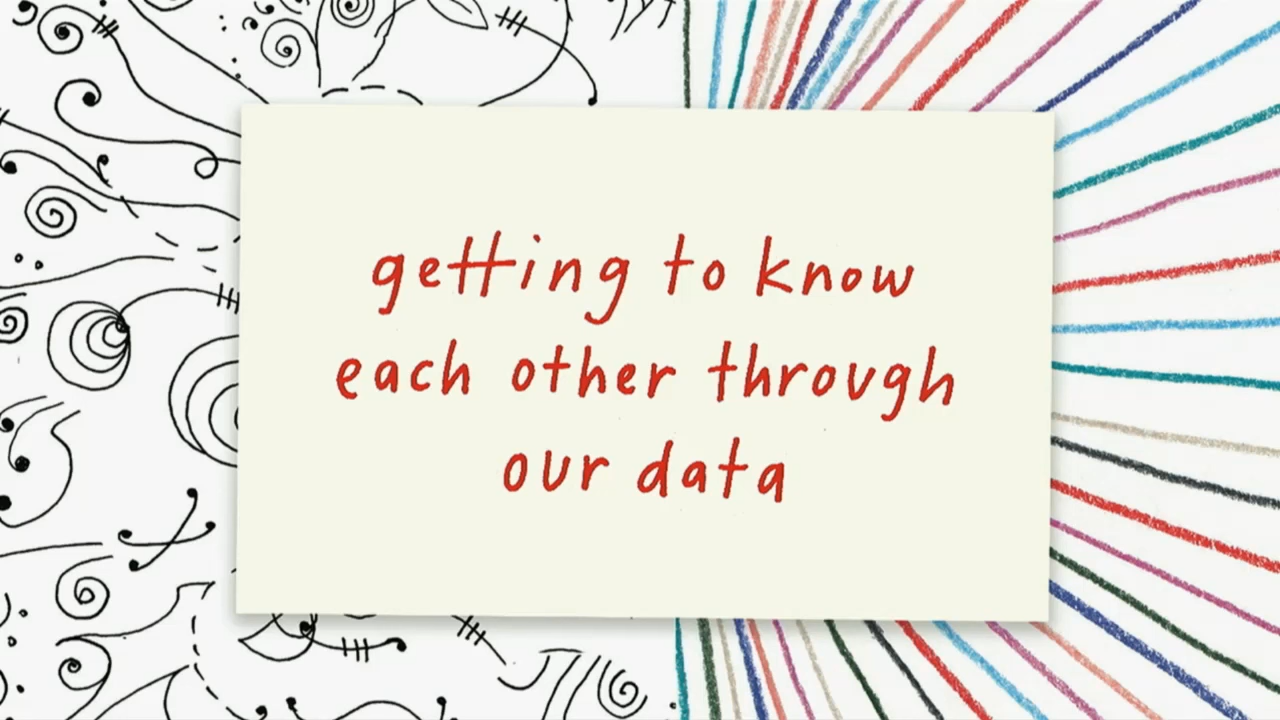 getting to know
each other through
our data